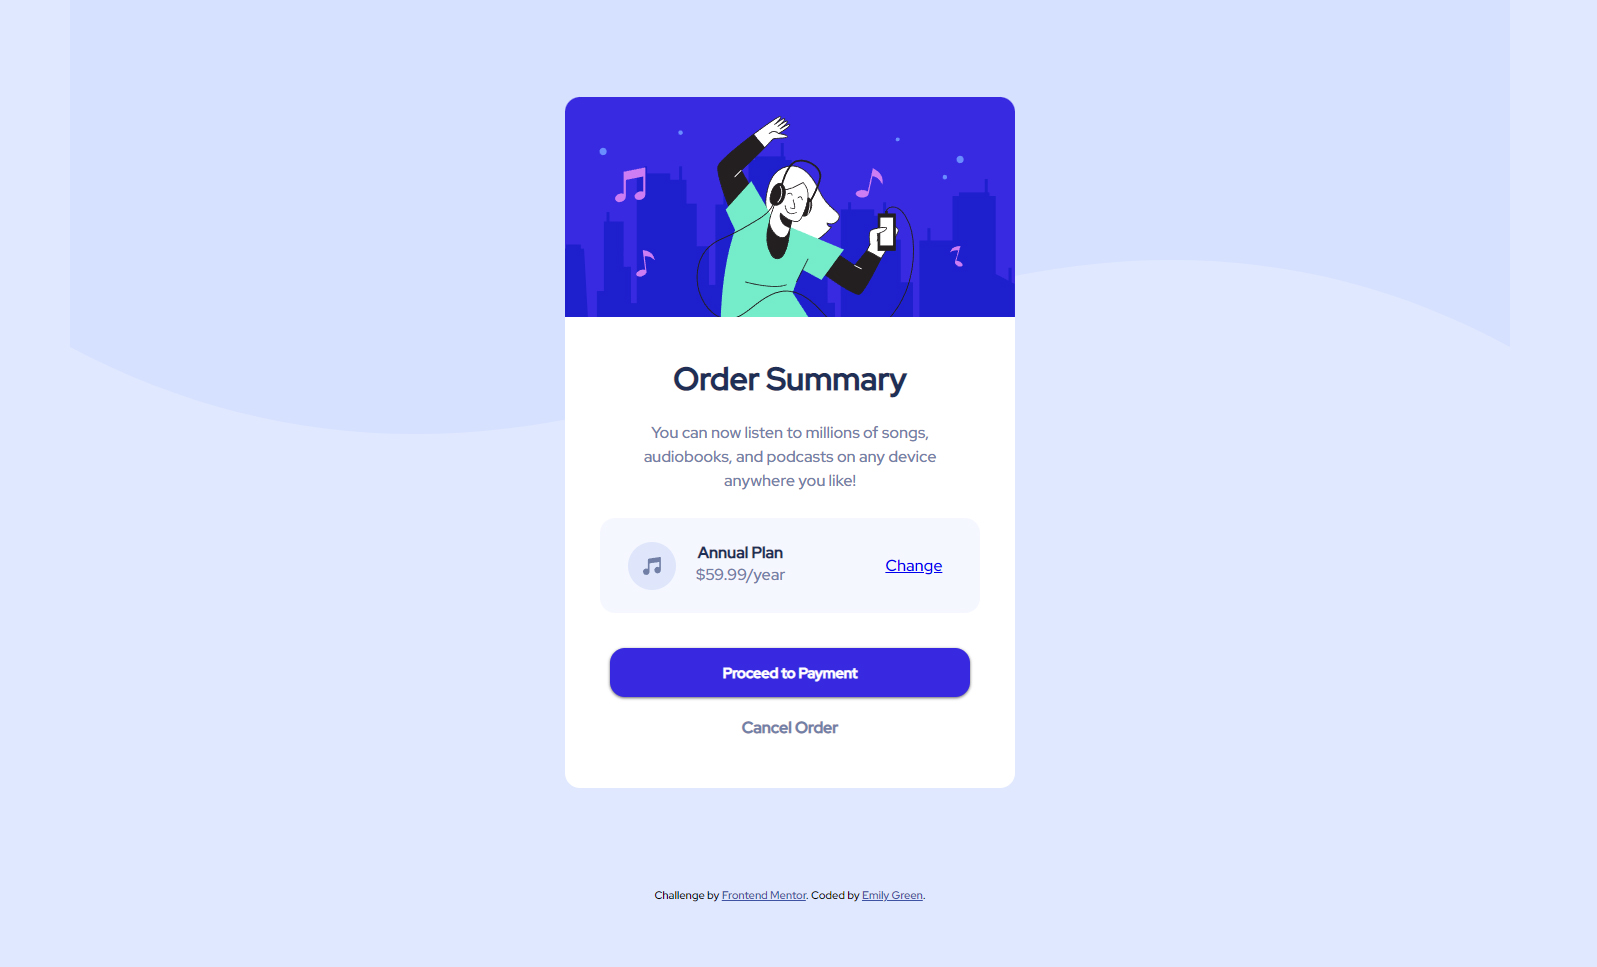 Order Summary
You can now listen to millions of songs,
audiobooks, and podcasts on any device
anywhere you like!
Annual Plan
$59.99/year
Change
Proceed to Payment
Cancel Order
Challenge by Frontend Mentor. Coded by Emily Green.